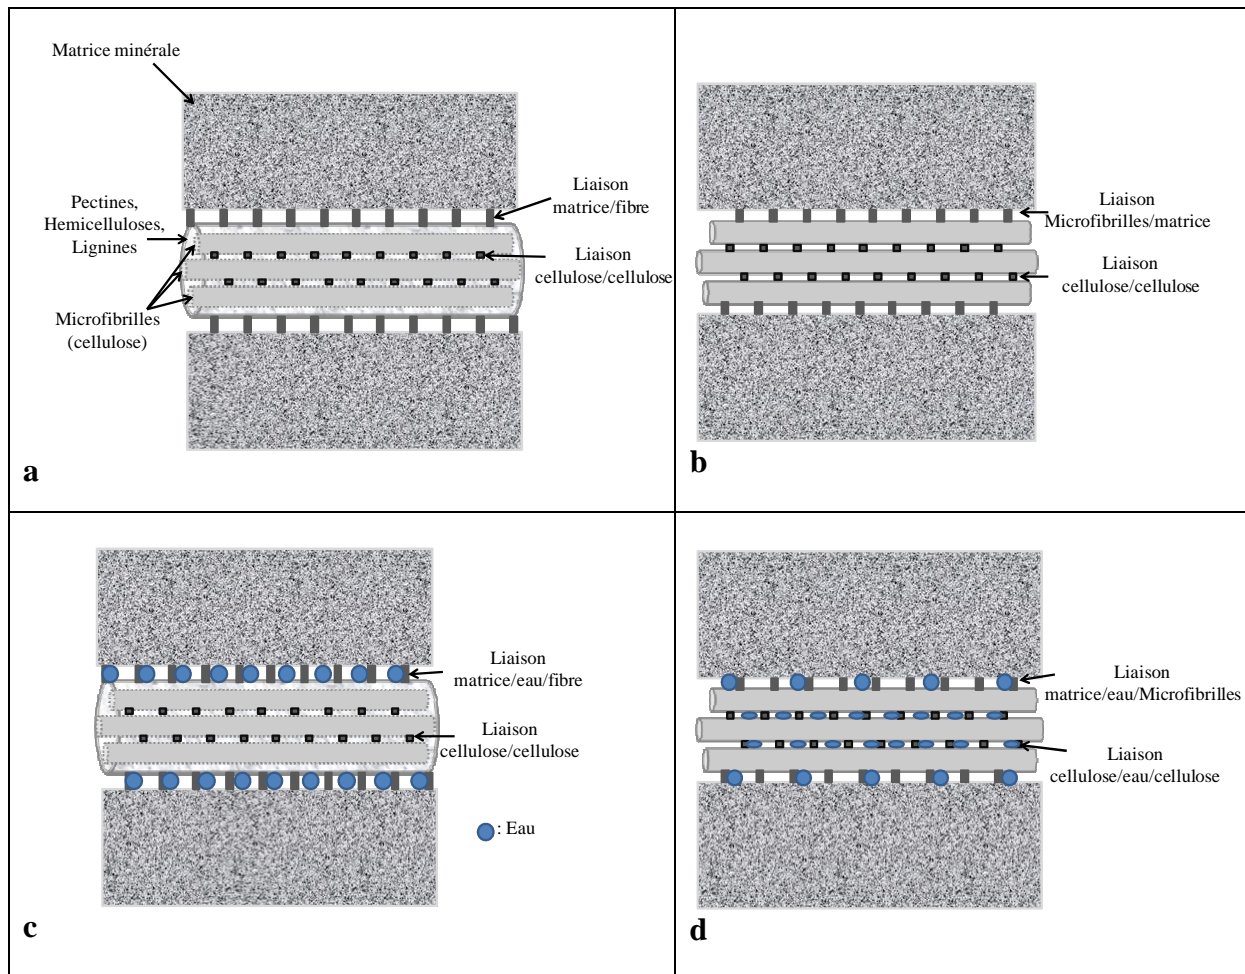 Matrice minérale
Pectines,
Hemicelluloses,
Lignines
Microfibrilles
(cellulose)
Liaison
matrice/fibre
Liaison
cellulose/cellulose
a
Liaison
Microfibrilles/matrice
Liaison
cellulose/cellulose
b
Liaison
matrice/eau/fibre
Liaison
cellulose/cellulose
: Eau
c
Liaison
matrice/eau/Microfibrilles
Liaison
cellulose/eau/cellulose
d